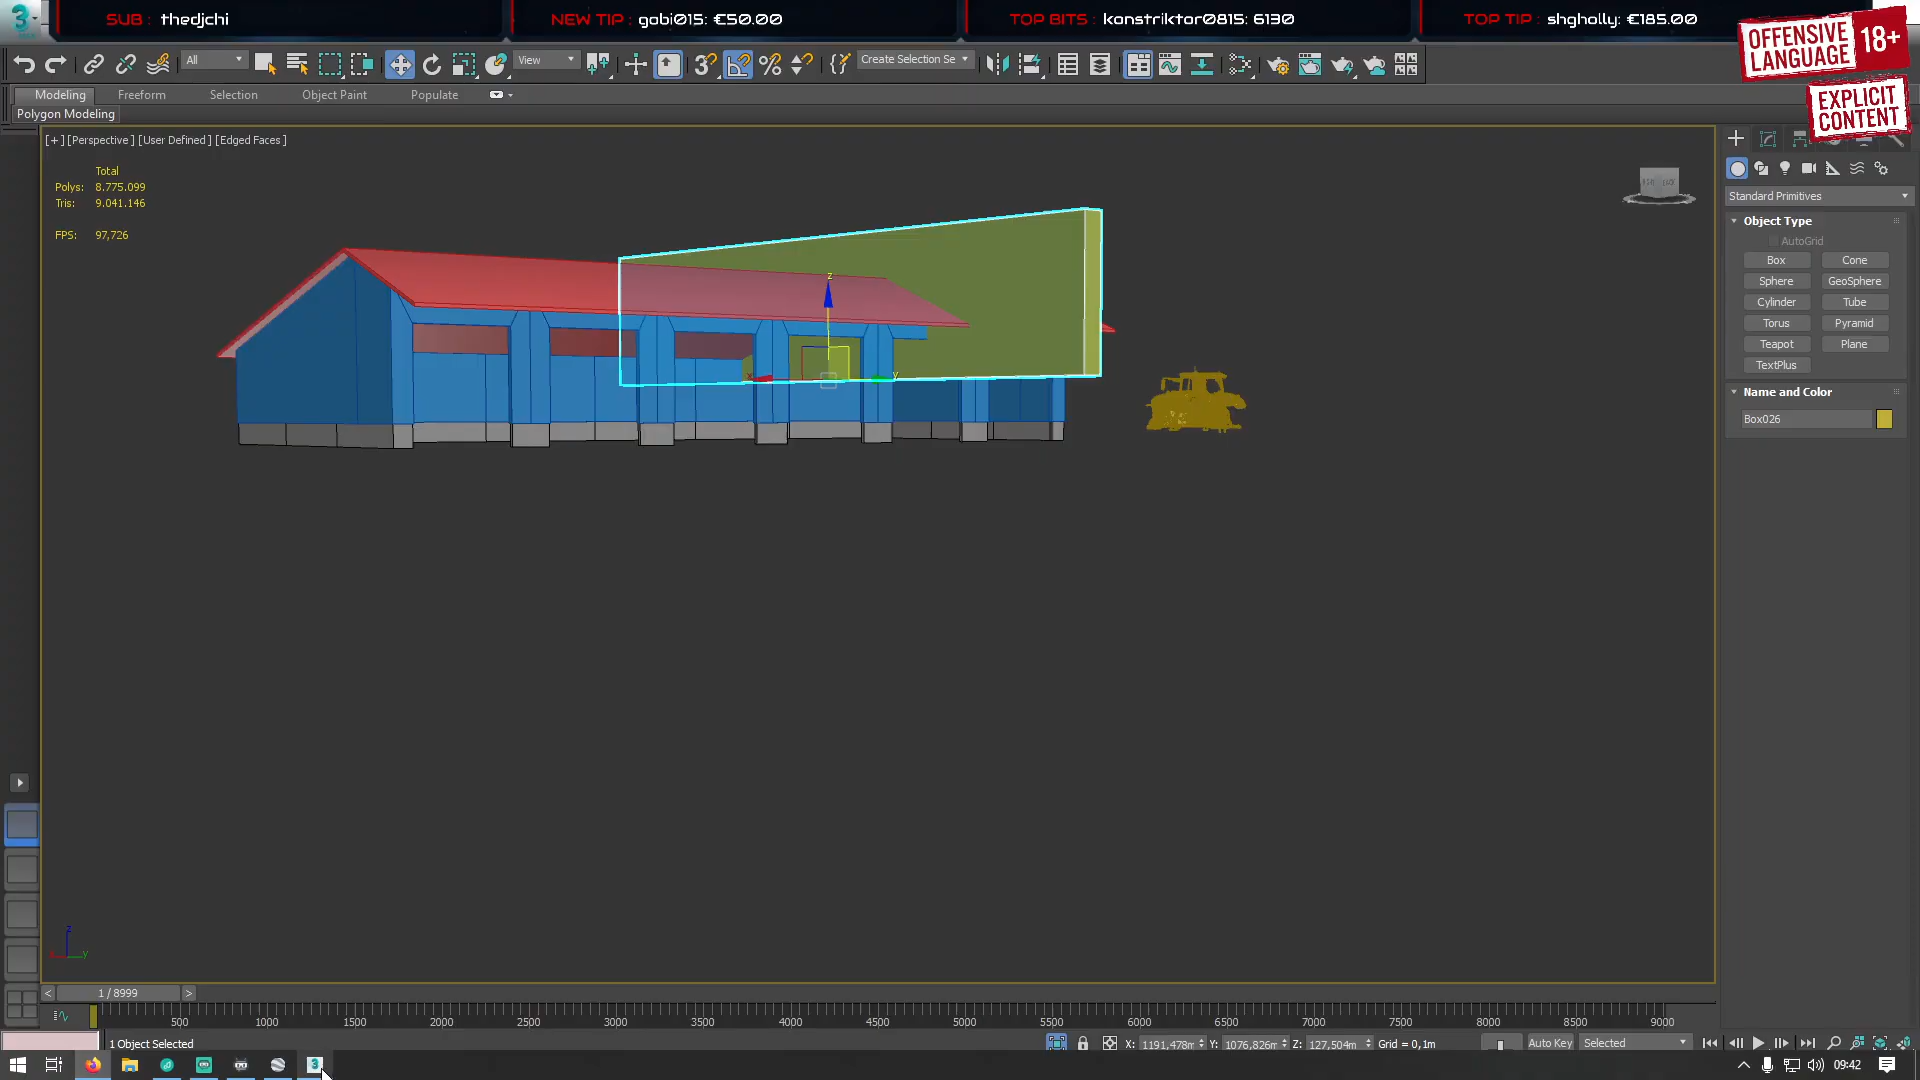 SUB : thedjchi
NEW TIP : gabi015: €50.00
TOP BITS : konstriktor0815: 6130
TOP TIP : shgholly: €185.00
OFFENSIVE LANGUAGE 18+
EXPLICIT CONTENT
All
View
Create Selection Se
Modeling
Freeform
Selection
Object Paint
Populate
Polygon Modeling
[+] [Perspective] [User Defined] [Edged Faces]
Total
Polys: 8.775.099
Tris: 9.041.146
FPS: 97,726
z
x
y
Standard Primitives
Object Type
AutoGrid
Box
Cone
Sphere
GeoSphere
Cylinder
Tube
Torus
Pyramid
Teapot
Plane
TextPlus
Name and Color
Box026
z
x
y
< 1 / 8999 >
500 1000 1500 2000 2500 3000 3500 4000 4500 5000 5500 6000 6500 7000 7500 8000 8500 9000
1 Object Selected
X: 1191,478m Y: 1076,826m Z: 127,504m Grid = 0,1m
Auto Key
Selected
09:42